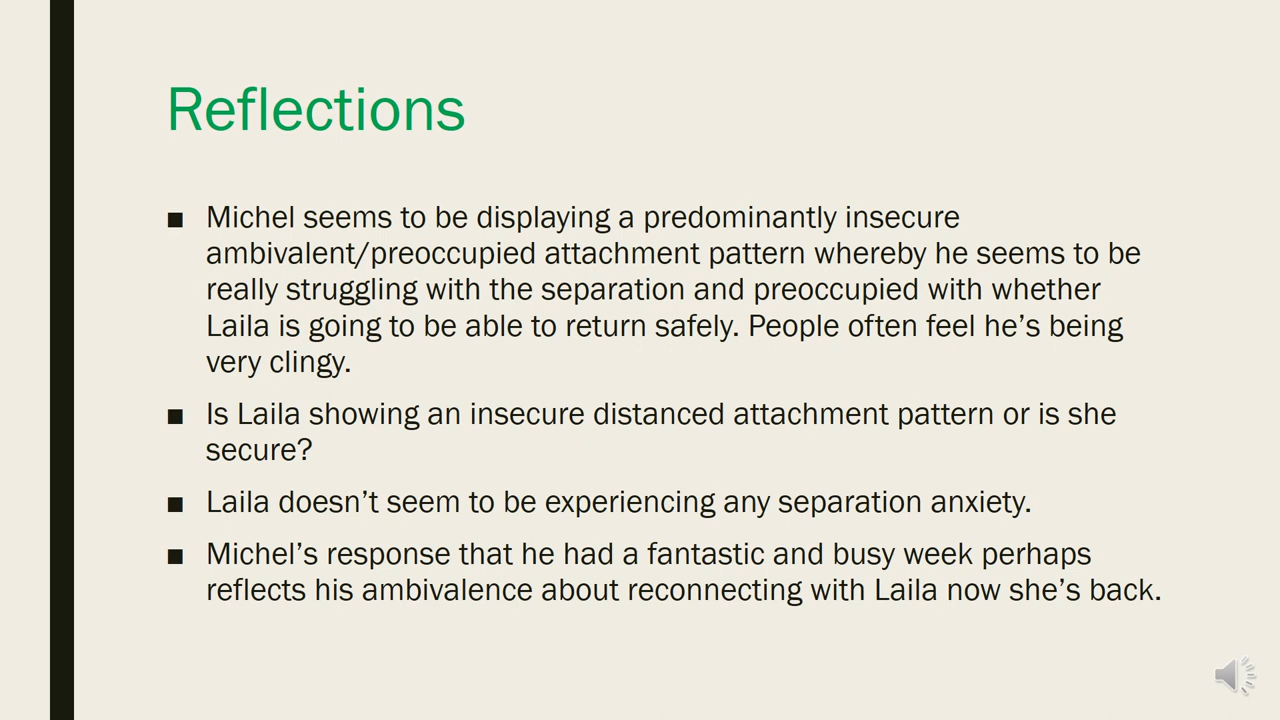 Reflections
■ Michel seems to be displaying a predominantly insecure
ambivalent/preoccupied attachment pattern whereby he seems to be
really struggling with the separation and preoccupied with whether
Laila is going to be able to return safely. People often feel he’s being
very clingy.
■ Is Laila showing an insecure distanced attachment pattern or is she
secure?
■ Laila doesn’t seem to be experiencing any separation anxiety.
■ Michel’s response that he had a fantastic and busy week perhaps
reflects his ambivalence about reconnecting with Laila now she’s back.